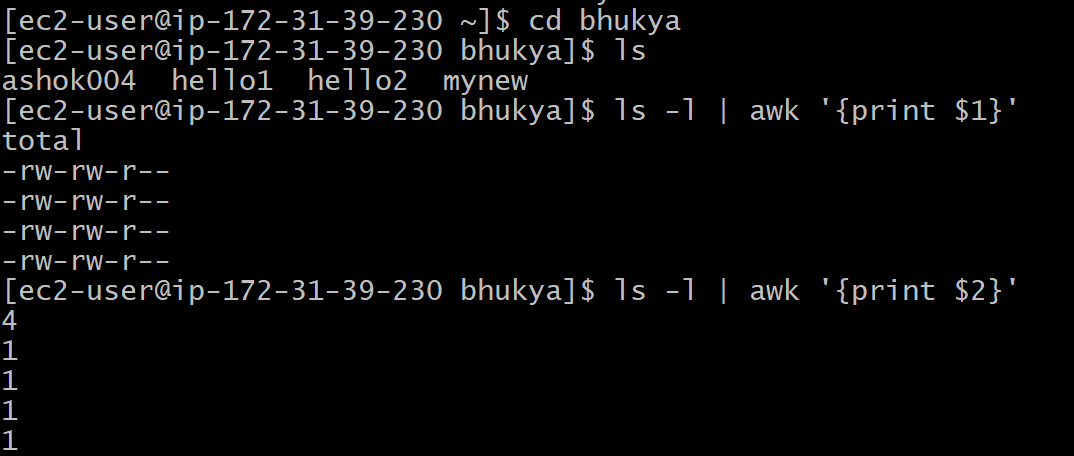 [ec2-user@ip-172-31-39-230 ~]$ cd bhukya
[ec2-user@ip-172-31-39-230 bhukya]$ ls
ashok004  hello1  hello2  mynew
[ec2-user@ip-172-31-39-230 bhukya]$ ls -l | awk '{print $1}'
total
-rw-rw-r--
-rw-rw-r--
-rw-rw-r--
-rw-rw-r--
[ec2-user@ip-172-31-39-230 bhukya]$ ls -l | awk '{print $2}'
4
1
1
1
1